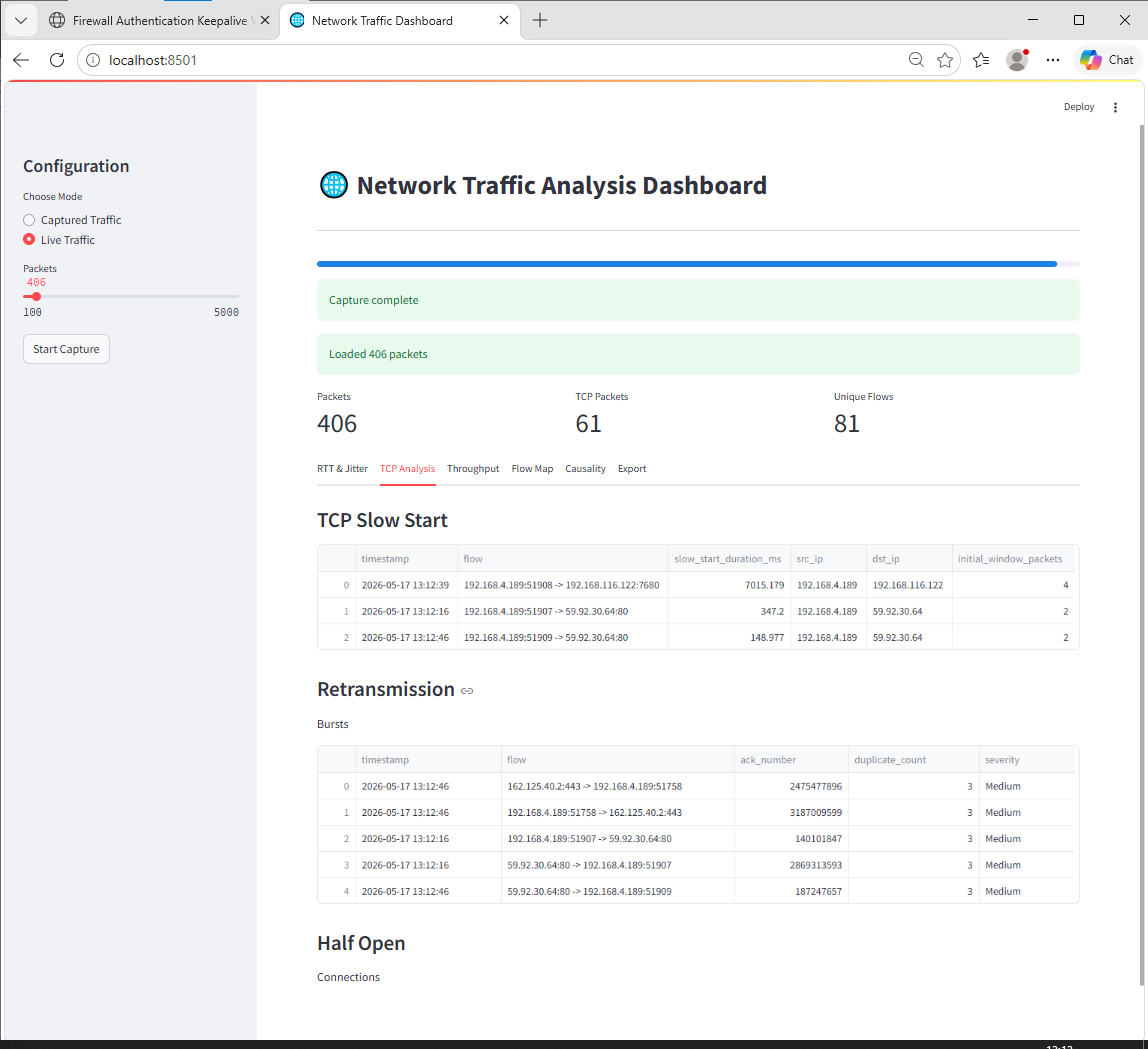 Firewall Authentication Keepalive
Network Traffic Dashboard
localhost:8501
Chat
Deploy
Configuration
Choose Mode
Captured Traffic
Live Traffic
Packets
406
100 5000
Start Capture
🌐 Network Traffic Analysis Dashboard
Capture complete
Loaded 406 packets
Packets TCP Packets Unique Flows
406 61 81
RTT & Jitter TCP Analysis Throughput Flow Map Causality Export
TCP Slow Start
timestamp flow slow_start_duration_ms src_ip dst_ip initial_window_packets
0 2026-05-17 13:12:39 192.168.4.189:51908 -> 192.168.116.122:7680 7015.179 192.168.4.189 192.168.116.122 4
1 2026-05-17 13:12:16 192.168.4.189:51907 -> 59.92.30.64:80 347.2 192.168.4.189 59.92.30.64 2
2 2026-05-17 13:12:46 192.168.4.189:51909 -> 59.92.30.64:80 148.977 192.168.4.189 59.92.30.64 2
Retransmission
Bursts
timestamp flow ack_number duplicate_count severity
0 2026-05-17 13:12:46 162.125.40.2:443 -> 192.168.4.189:51758 2475477896 3 Medium
1 2026-05-17 13:12:46 192.168.4.189:51758 -> 162.125.40.2:443 3187009599 3 Medium
2 2026-05-17 13:12:16 192.168.4.189:51907 -> 59.92.30.64:80 140101847 3 Medium
3 2026-05-17 13:12:16 59.92.30.64:80 -> 192.168.4.189:51907 2869313593 3 Medium
4 2026-05-17 13:12:46 59.92.30.64:80 -> 192.168.4.189:51909 187247657 3 Medium
Half Open
Connections